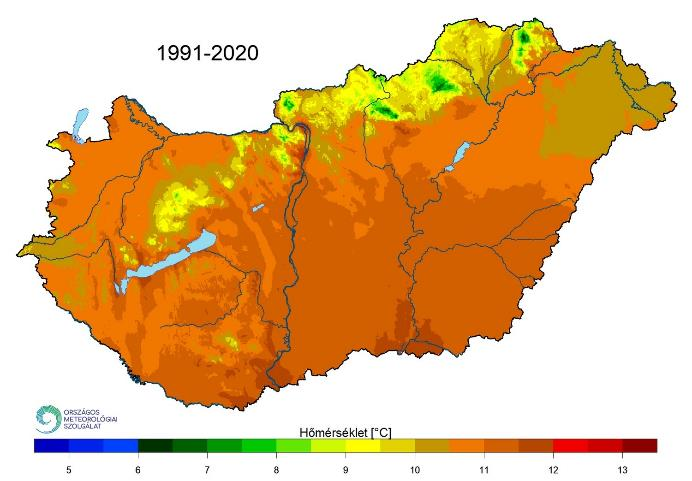 1991-2020
ORSZÁGOS
METEOROLÓGIAI
SZOLGÁLAT
Hőmérséklet [°C]
5 6 7 8 9 10 11 12 13